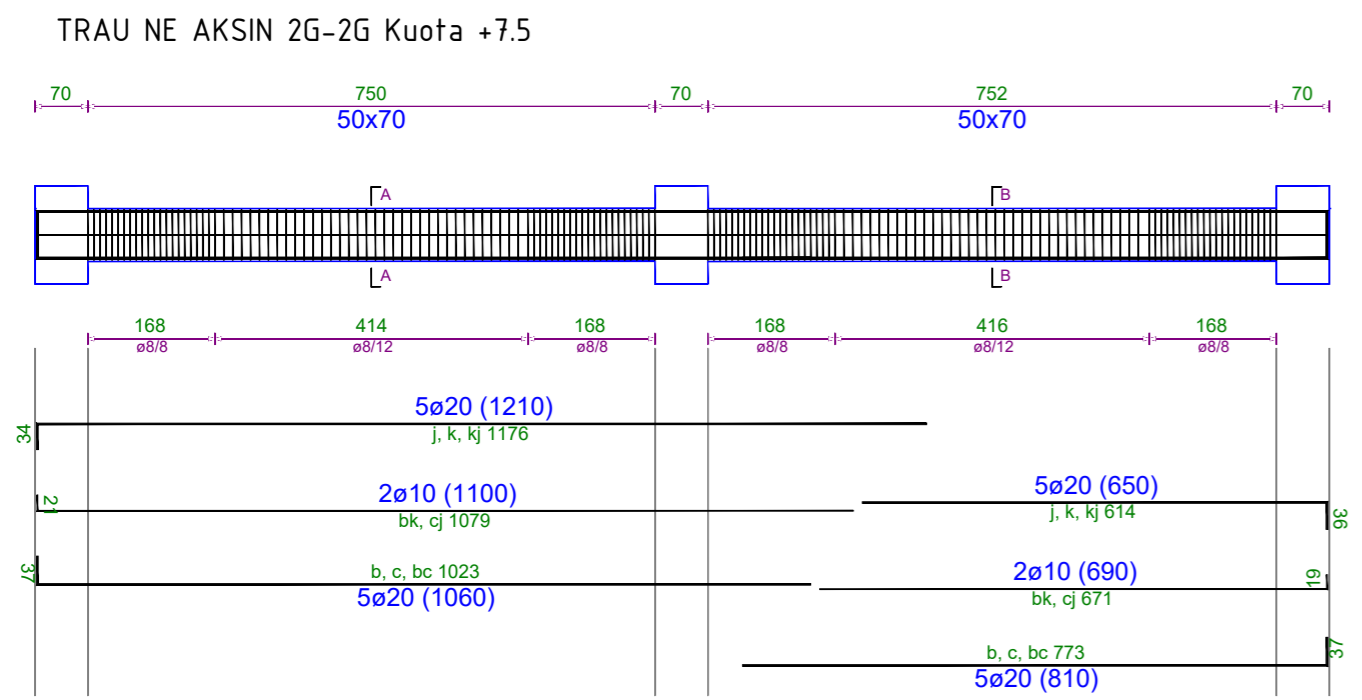 TRAU NE AKSIN 2G-2G Kuota +7.5
70 750 70 752 70
50x70 50x70
A B
A B
168 414 168 168 416 168
ø8/8 ø8/12 ø8/8 ø8/8 ø8/12 ø8/8
5ø20 (1210)
34 j, k, kj 1176
2ø10 (1100) 5ø20 (650)
21 bk, cj 1079 j, k, kj 614 36
37 b, c, bc 1023 2ø10 (690) 19
5ø20 (1060) bk, cj 671
b, c, bc 773 37
5ø20 (810)